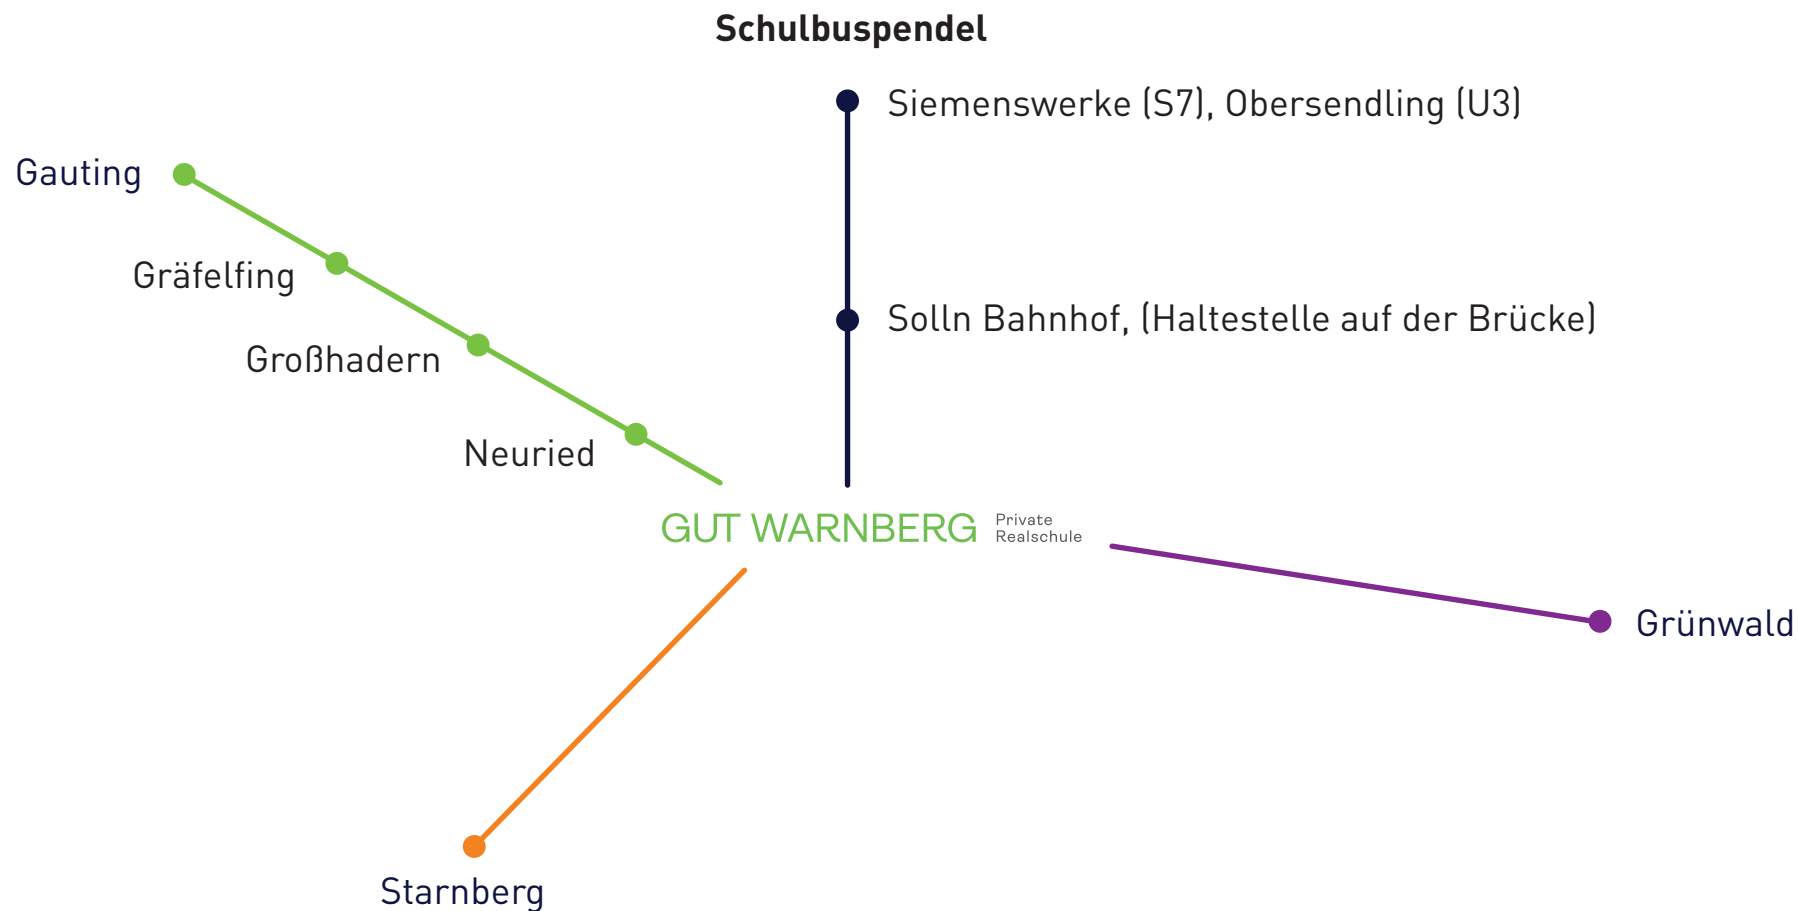 Schulbuspendel
Siemenswerke (S7), Obersendling (U3)
Gauting
Gräfelfing
Solln Bahnhof, (Haltestelle auf der Brücke)
Großhadern
Neuried
GUT WARNBERG
Private
Realschule
Grünwald
Starnberg